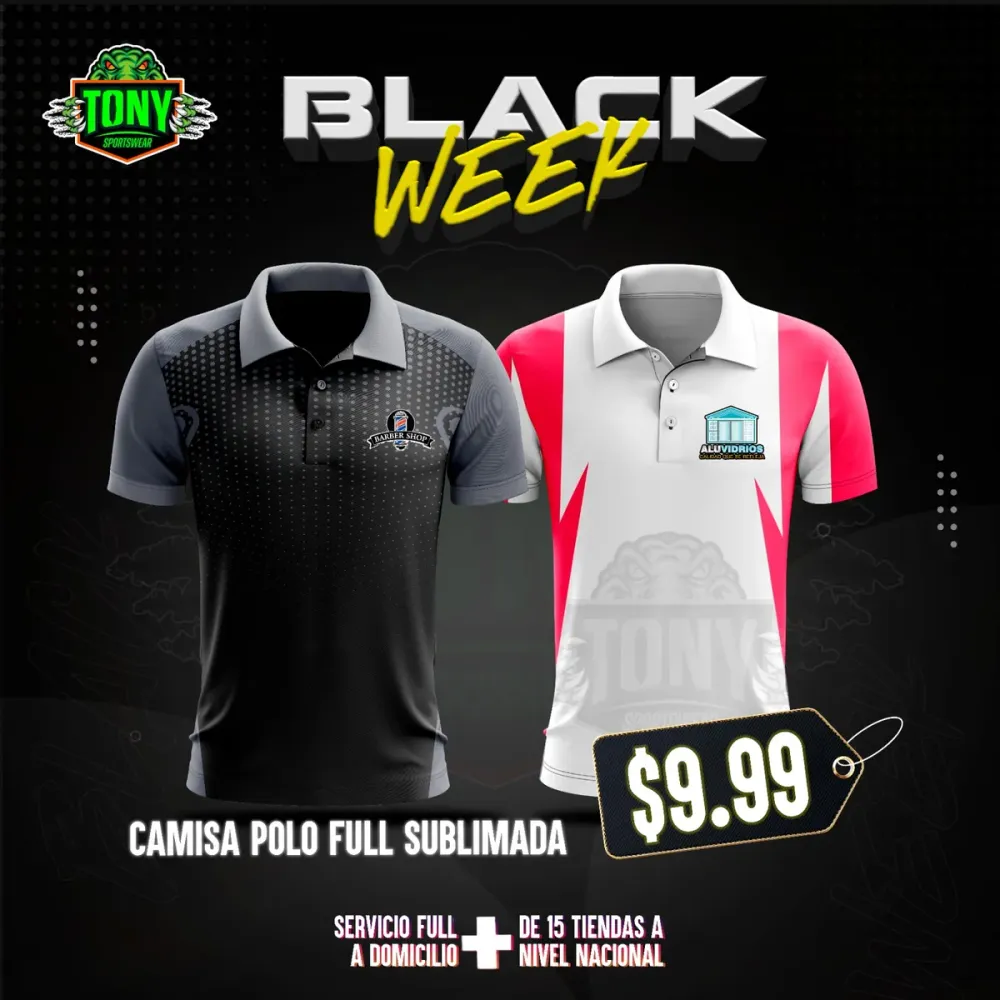 TONY
SPORTSWEAR
BLACK
WEEK
BARBER SHOP
ALUVIDRIOS
TONY
SPORTSWEAR
$9.99
CAMISA POLO FULL SUBLIMADA
SERVICIO FULL
A DOMICILIO
+
DE 15 TIENDAS A
NIVEL NACIONAL